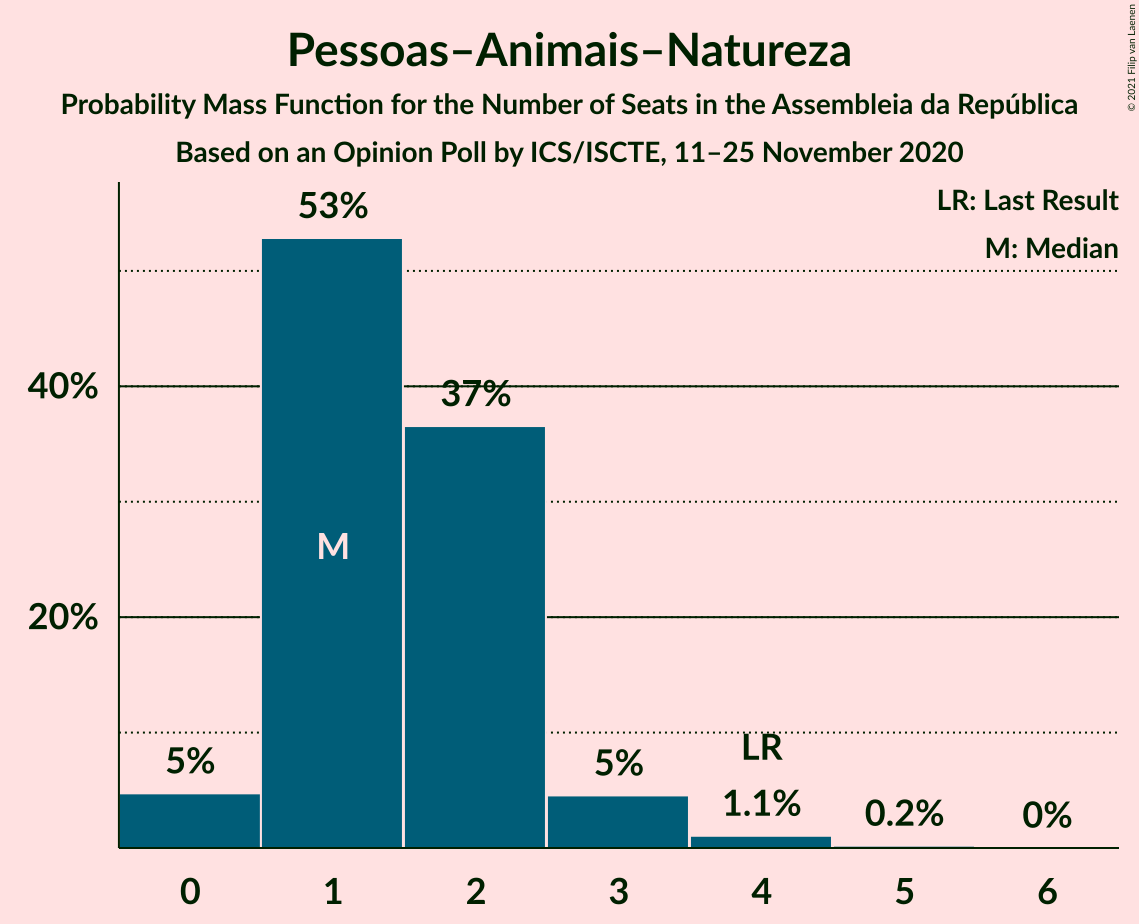 Pessoas–Animais–Natureza
Probability Mass Function for the Number of Seats in the Assembleia da República
Based on an Opinion Poll by ICS/ISCTE, 11–25 November 2020
© 2021 Filip van Laenen
LR: Last Result
M: Median
53%
40%
37%
M
20%
5%
5%
LR
1.1%
0.2%
0%
0 1 2 3 4 5 6